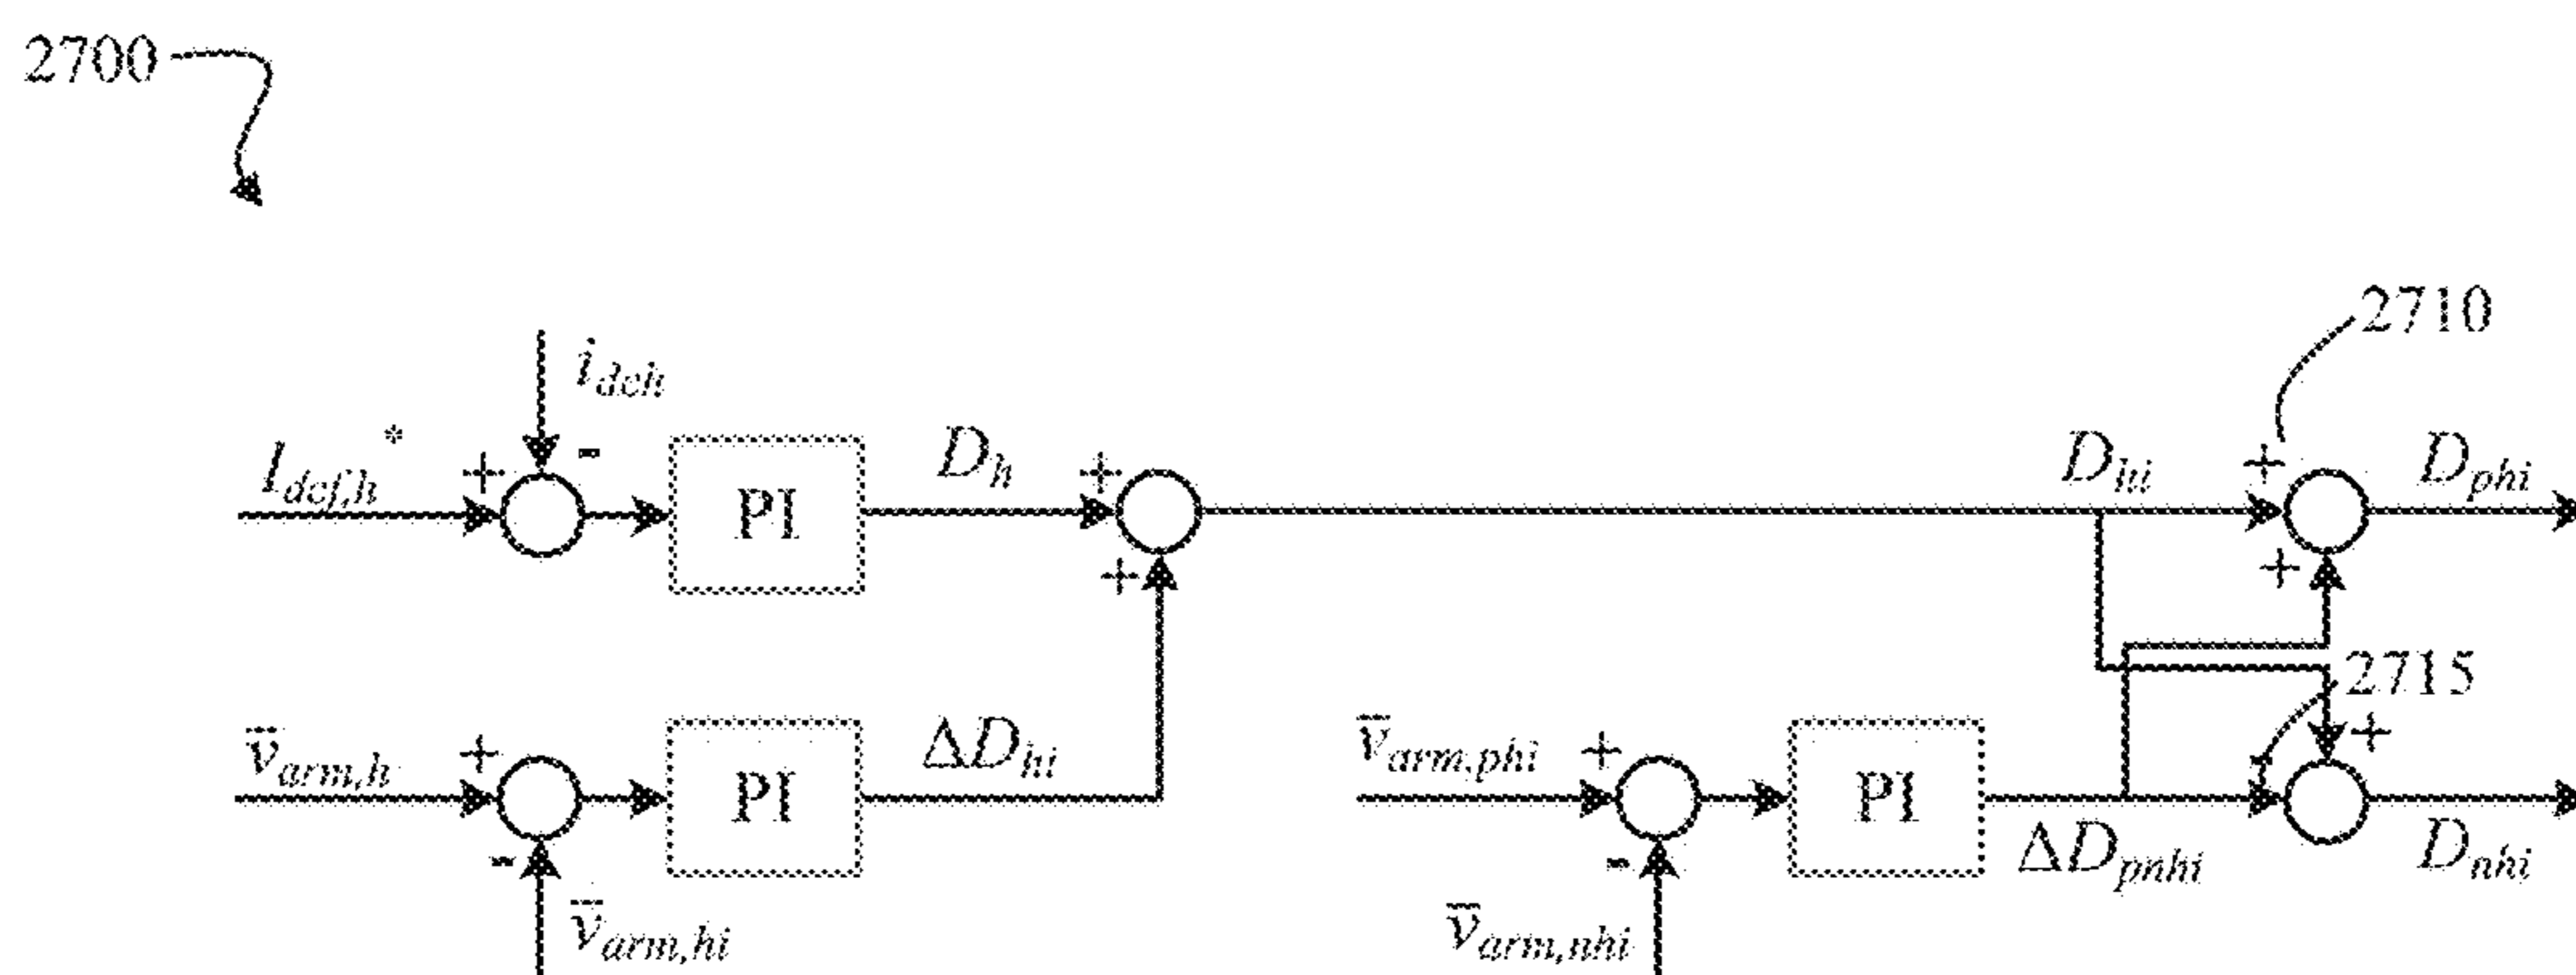 2700
2710
i_dch
I_dcf,h* + - PI D_h + D_hi + D_phi
+ +
2715
v̄_arm,h + PI ΔD_hi v̄_arm,phi + PI ΔD_pnhi - + D_nhi
- v̄_arm,hi - v̄_arm,nhi